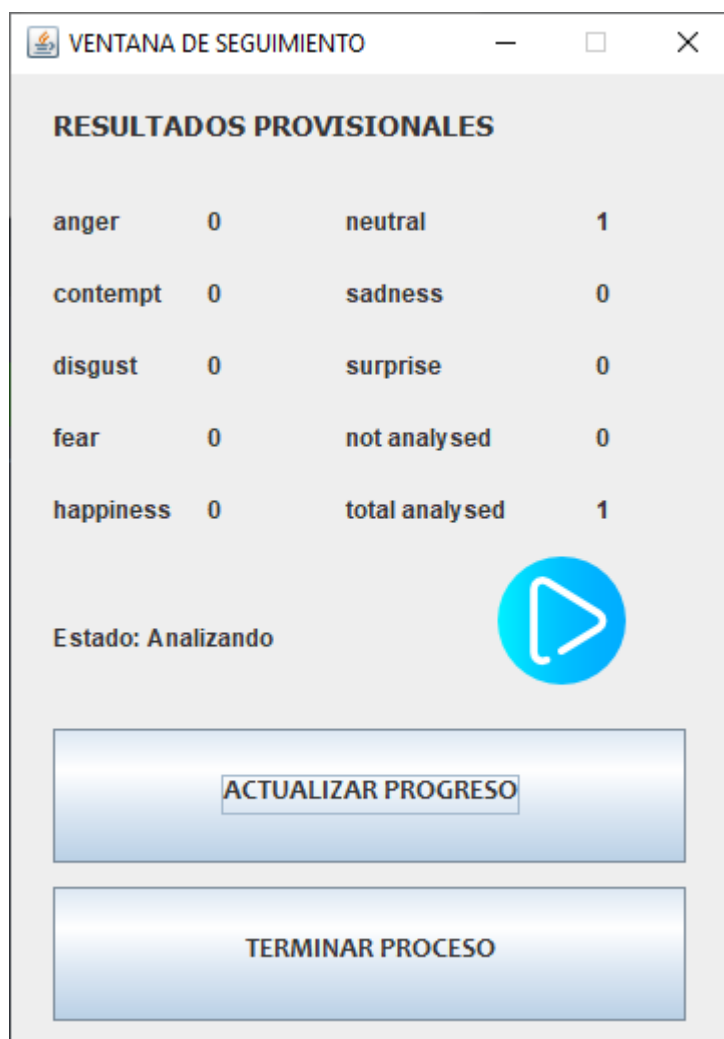 VENTANA DE SEGUIMIENTO
RESULTADOS PROVISIONALES
anger 0 neutral 1
contempt 0 sadness 0
disgust 0 surprise 0
fear 0 not analysed 0
happiness 0 total analysed 1
Estado: Analizando
ACTUALIZAR PROGRESO
TERMINAR PROCESO